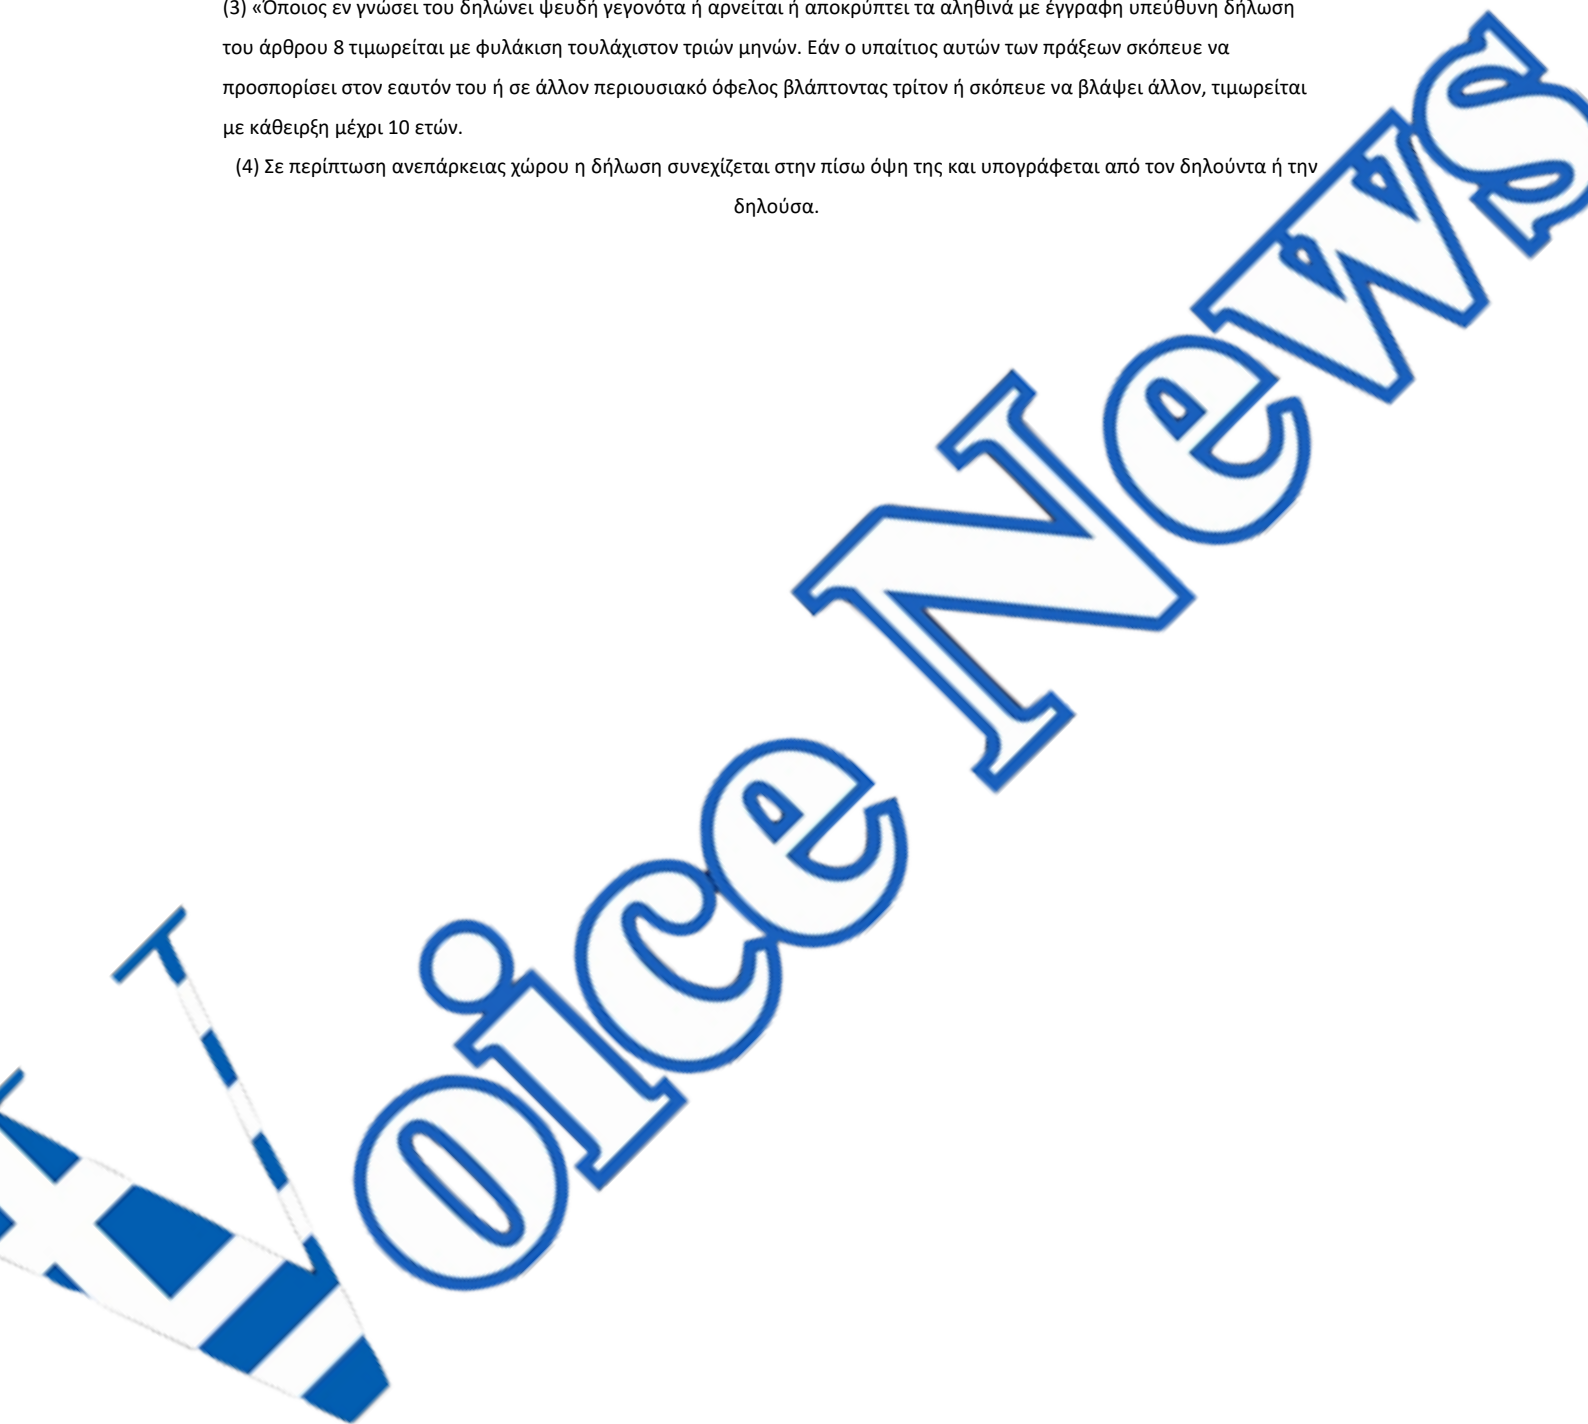 (3) «Όποιος εν γνώσει του δηλώνει ψευδή γεγονότα ή αρνείται ή αποκρύπτει τα αληθινά με έγγραφη υπεύθυνη δήλωση
του άρθρου 8 τιμωρείται με φυλάκιση τουλάχιστον τριών μηνών. Εάν ο υπαίτιος αυτών των πράξεων σκόπευε να
προσπορίσει στον εαυτόν του ή σε άλλον περιουσιακό όφελος βλάπτοντας τρίτον ή σκόπευε να βλάψει άλλον, τιμωρείται
με κάθειρξη μέχρι 10 ετών.
(4) Σε περίπτωση ανεπάρκειας χώρου η δήλωση συνεχίζεται στην πίσω όψη της και υπογράφεται από τον δηλούντα ή την
δηλούσα.
Voice News